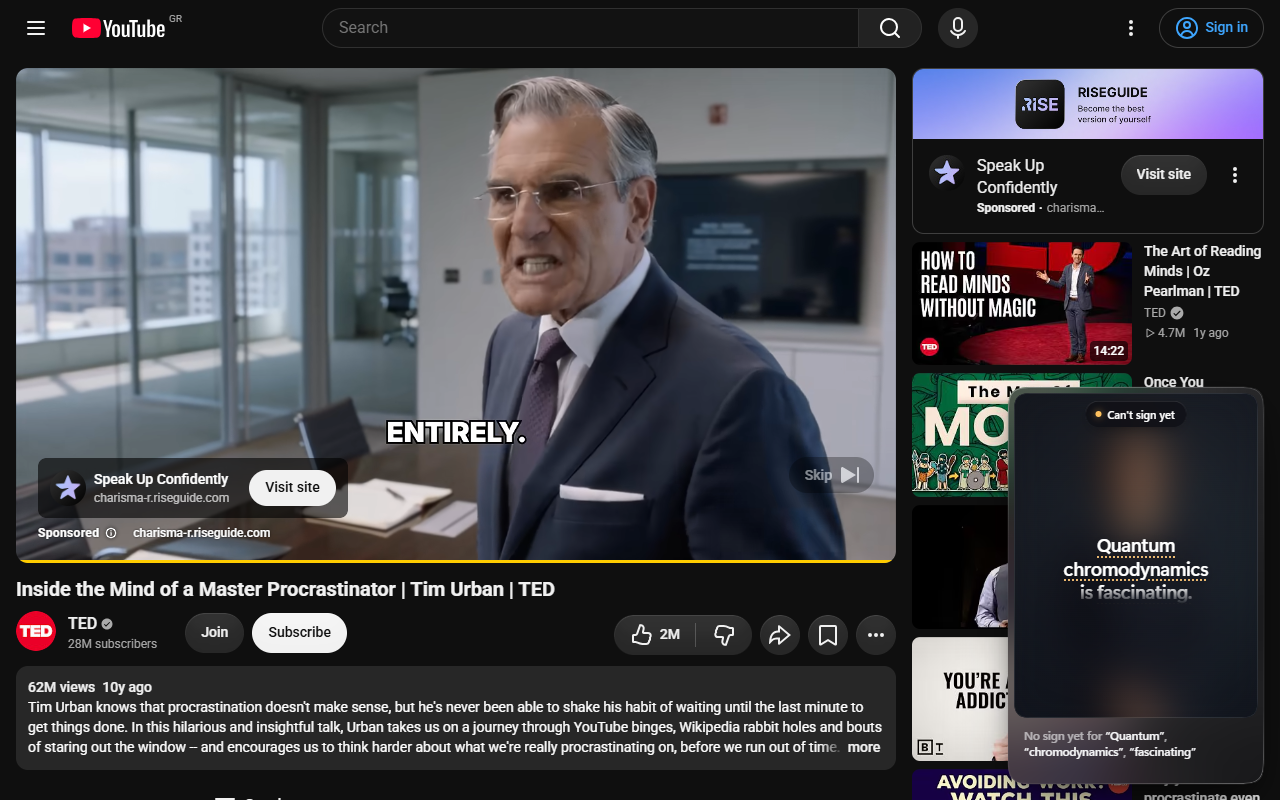 YouTube GR
Search
Sign in
ENTIRELY.
Speak Up Confidently
charisma-r.riseguide.com
Visit site
Skip
Sponsored
charisma-r.riseguide.com
Inside the Mind of a Master Procrastinator | Tim Urban | TED
TED
TED
28M subscribers
Join
Subscribe
2M
62M views 10y ago
Tim Urban knows that procrastination doesn't make sense, but he's never been able to shake his habit of waiting until the last minute to
get things done. In this hilarious and insightful talk, Urban takes us on a journey through YouTube binges, Wikipedia rabbit holes and bouts
of staring out the window – and encourages us to think harder about what we're really procrastinating on, before we run out of time. more
RISE
RISEGUIDE
Become the best
version of yourself
Speak Up
Confidently
Sponsored · charisma...
Visit site
HOW TO
READ MINDS
WITHOUT MAGIC
TED
14:22
The Art of Reading
Minds | Oz
Pearlman | TED
TED
4.7M 1y ago
The
MO
Once You
YOU'RE
ADDIC
B T
AVOIDING WORK?
WATCH THIS
procrastinate even
Can't sign yet
Quantum
chromodynamics
is fascinating.
No sign yet for “Quantum”,
“chromodynamics”, “fascinating”